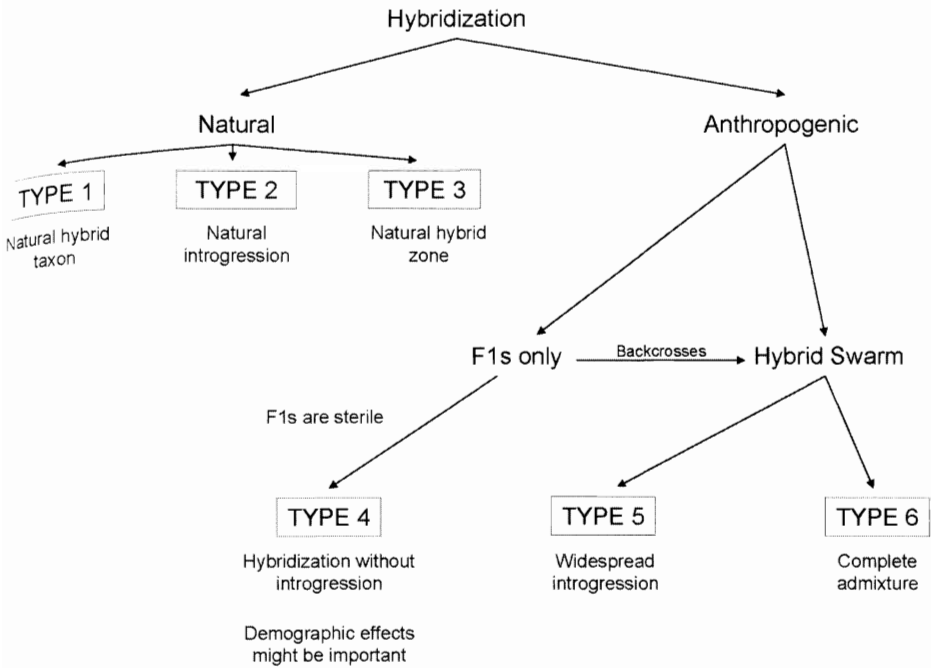 Hybridization
Natural
Anthropogenic
TYPE 1
TYPE 2
TYPE 3
Natural hybrid
taxon
Natural
introgression
Natural hybrid
zone
F1s only
Backcrosses
Hybrid Swarm
F1s are sterile
TYPE 4
TYPE 5
TYPE 6
Hybridization without
introgression
Widespread
introgression
Complete
admixture
Demographic effects
might be important